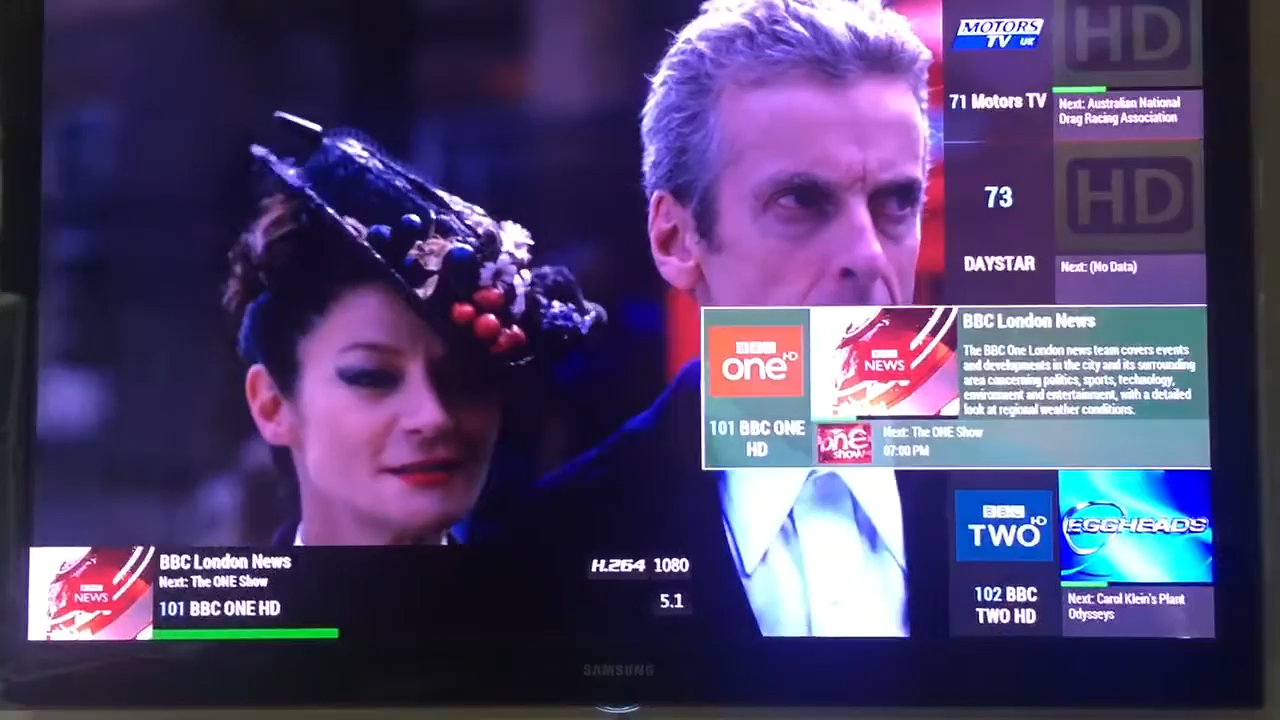 MOTORS
TV UK
HD
71 Motors TV
Next: Australian National
Drag Racing Association
73
HD
DAYSTAR
Next: (No Data)
BBC
one HD
BBC
NEWS
BBC London News
The BBC One London news team covers events
and developments in the city and its surrounding
area concerning politics, sports, technology,
environment and entertainment, with a detailed
look at regional weather conditions.
101 BBC ONE
HD
the
one
show
Next: The ONE Show
07:00 PM
BBC
TWO HD
EGGHEADS
102 BBC
TWO HD
Next: Carol Klein's Plant
Odysseys
BBC
NEWS
BBC London News
Next: The ONE Show
101 BBC ONE HD
H.264 1080
5.1
SAMSUNG